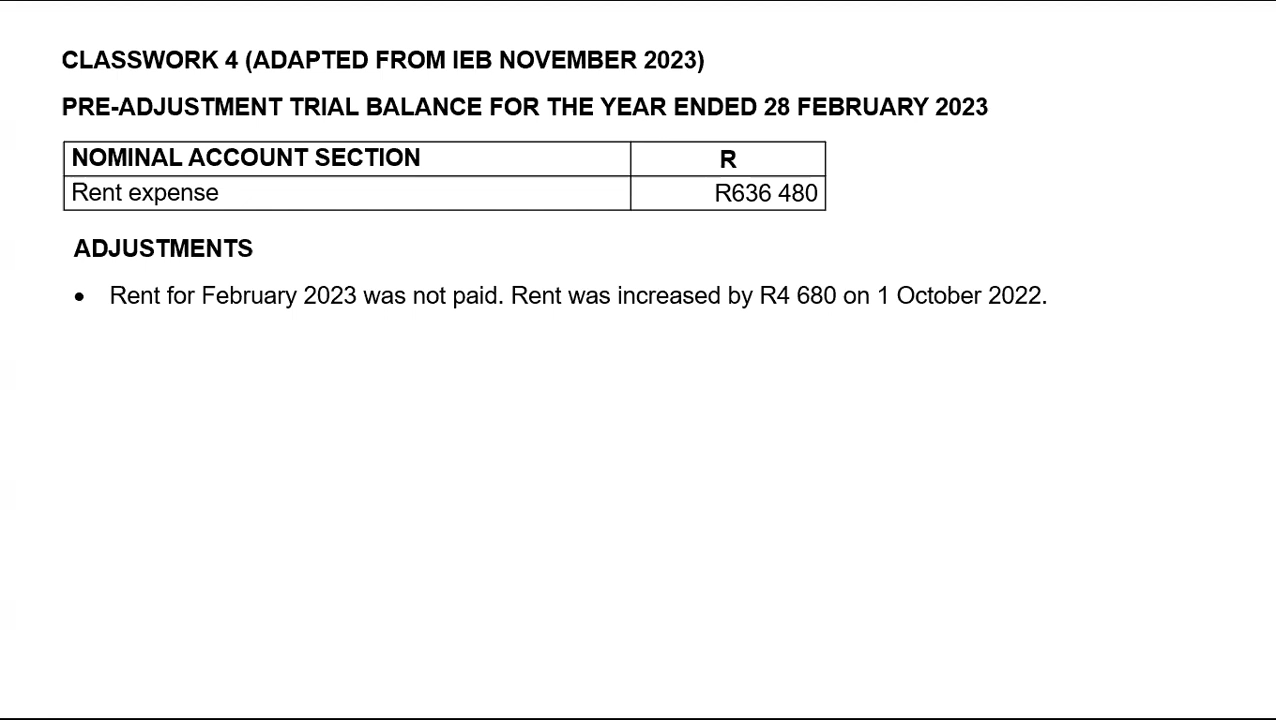 CLASSWORK 4 (ADAPTED FROM IEB NOVEMBER 2023)
PRE-ADJUSTMENT TRIAL BALANCE FOR THE YEAR ENDED 28 FEBRUARY 2023
NOMINAL ACCOUNT SECTION R
Rent expense R636 480
ADJUSTMENTS
• Rent for February 2023 was not paid. Rent was increased by R4 680 on 1 October 2022.